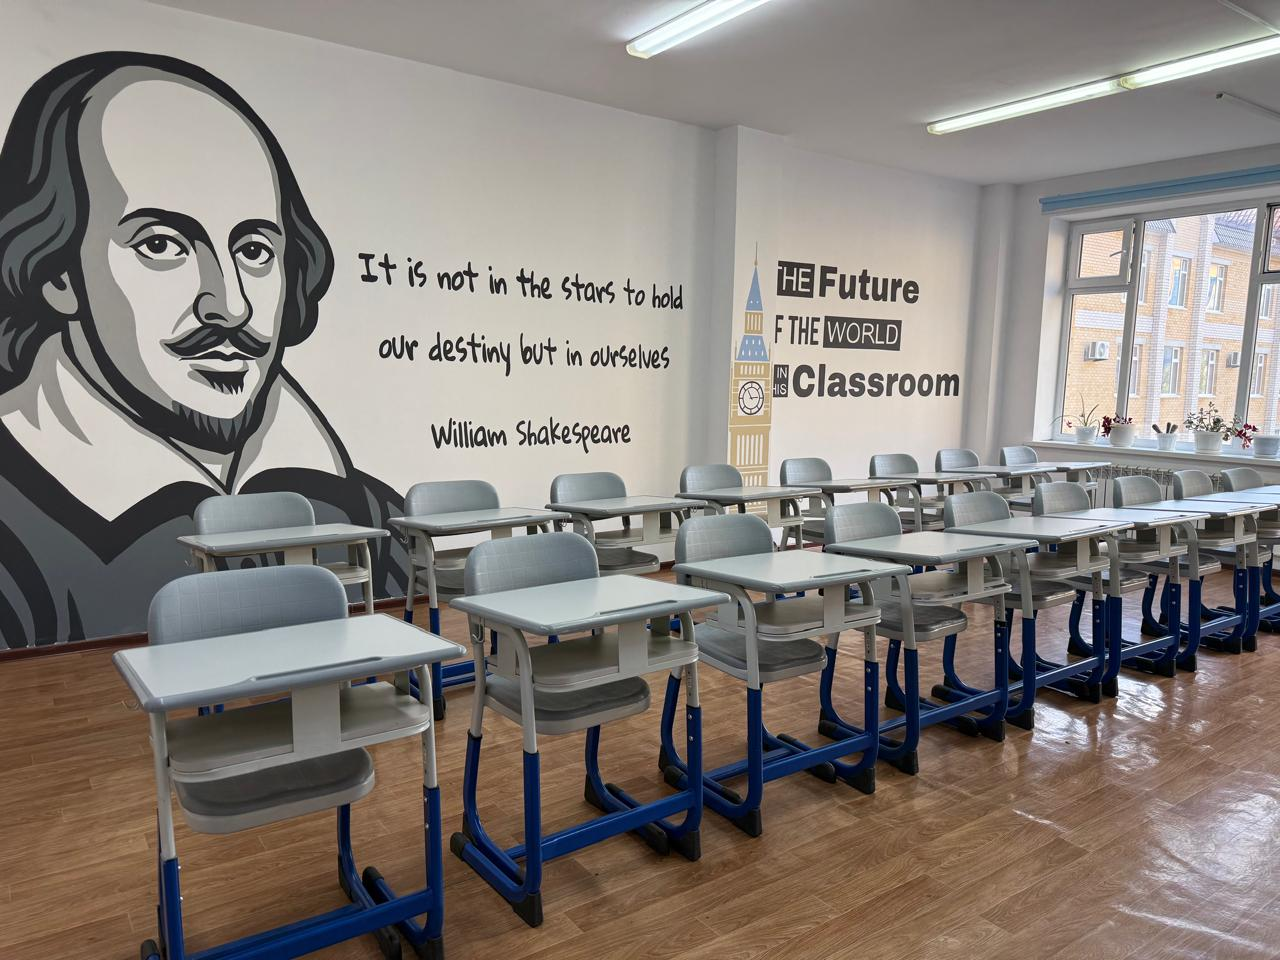 It is not in the stars to hold
our destiny but in ourselves
William Shakespeare
THE Future
F THE WORLD
IN
HIS Classroom